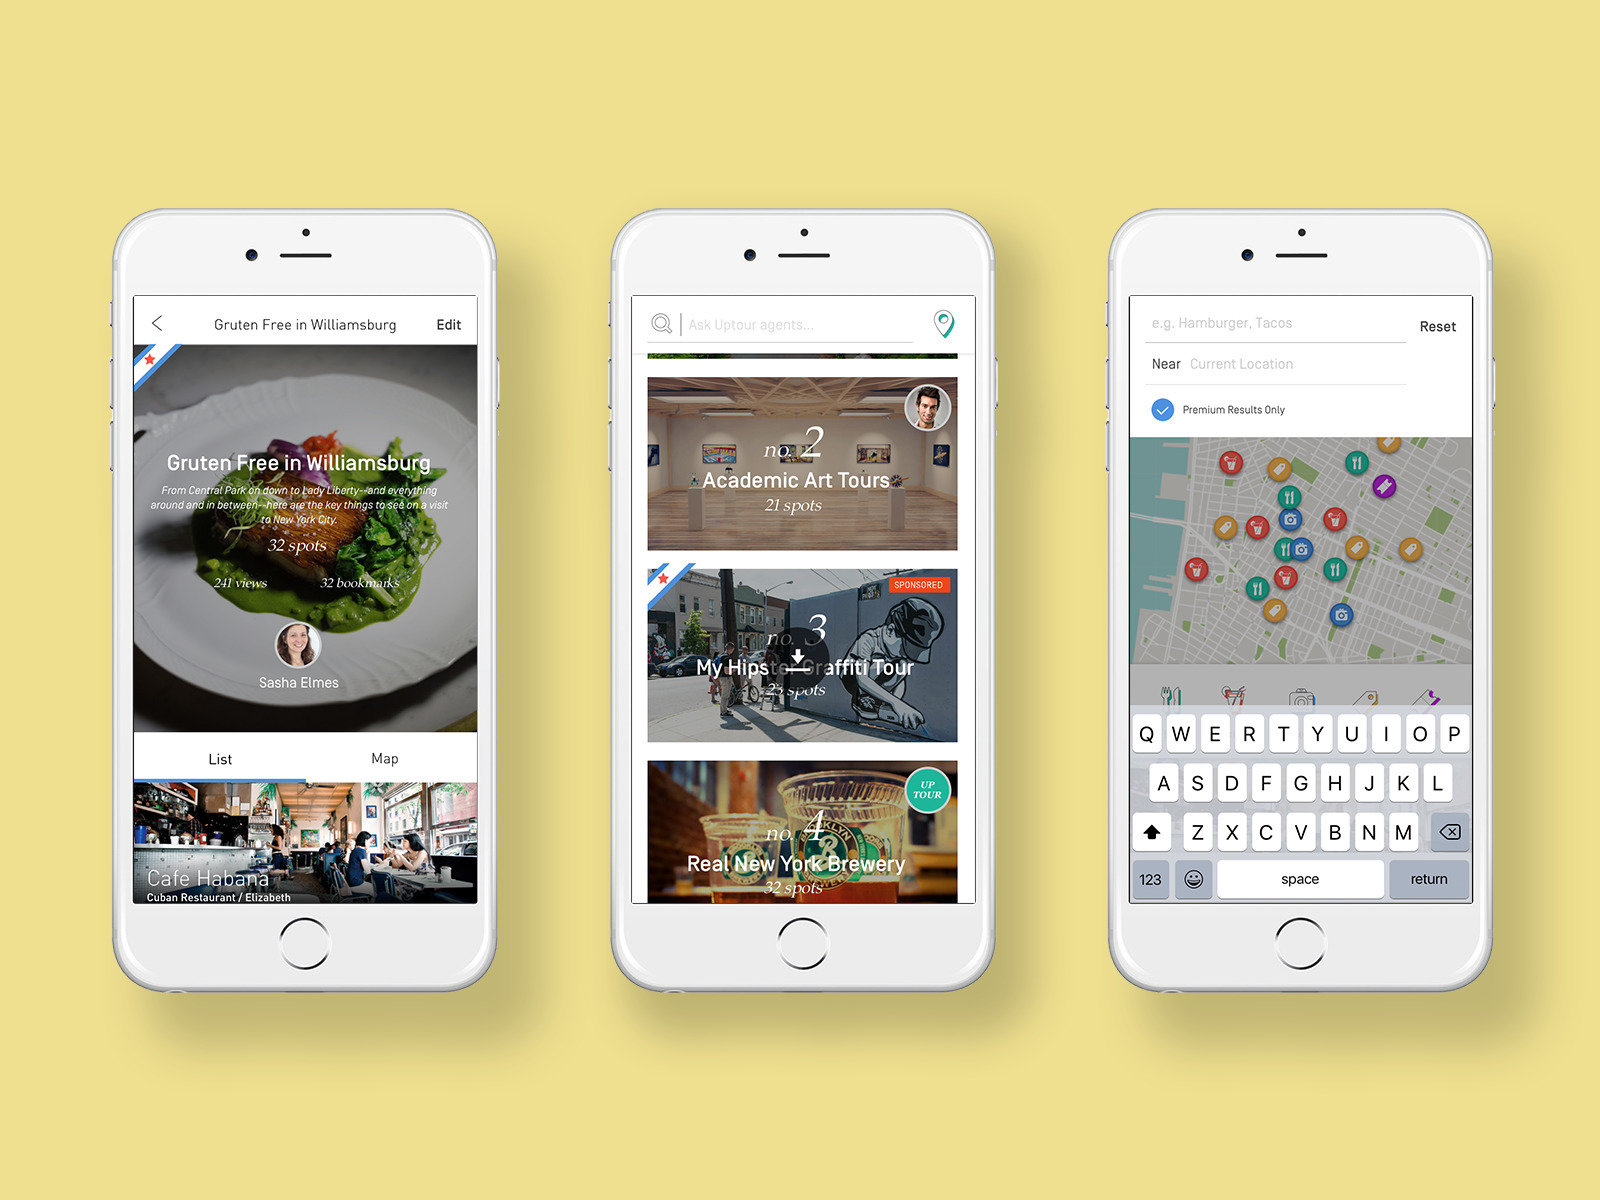 Gruten Free in Williamsburg
Edit
Gruten Free in Williamsburg
From Central Park on down to Lady Liberty--and everything
around and in between--here are the key things to see on a visit
to New York City.
32 spots
241 views
32 bookmarks
Sasha Elmes
List
Map
Cafe Habana
Cuban Restaurant / Elizabeth
Ask Uptour agents...
no. 2
Academic Art Tours
21 spots
SPONSORED
no. 3
My Hipster Graffiti Tour
23 spots
UP
TOUR
no. 4
BROOKLYN
B
BREWERY
Real New York Brewery
32 spots
e.g. Hamburger, Tacos
Reset
Near Current Location
Premium Results Only
Q W E R T Y U I O P
A S D F G H J K L
Z X C V B N M
123
space
return